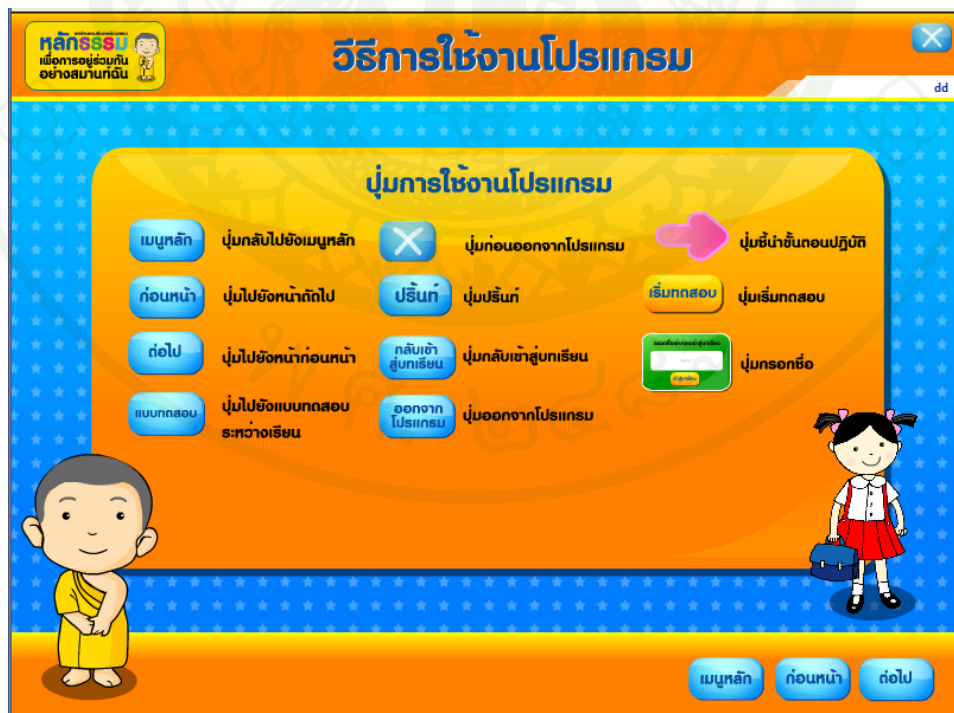 หลักธรรม
เพื่อการอยู่ร่วมกัน
อย่างสมานท์ฉัน
วีธีการใช้งานโปรแกรม
dd
ปุ่มการใช้งานโปรแกรม
เมนูหลัก ปุ่มกลับไปยังเมนูหลัก
ปุ่มก่อนออกจากโปรแกรม
ปุ่มชี้นำขั้นตอนปฏิบัติ
ก่อนหน้า ปุ่มไปยังหน้าถัดไป
ปริ้นท์ ปุ่มปริ้นท์
เริ่มทดสอบ ปุ่มเริ่มทดสอบ
ต่อไป ปุ่มไปยังหน้าก่อนหน้า
กลับเข้า
สู่บทเรียน ปุ่มกลับเข้าสู่บทเรียน
ปุ่มกรอกชื่อ
แบบทดสอบ ปุ่มไปยังแบบทดสอบ
ระหว่างเรียน
ออกจาก
โปรแกรม ปุ่มออกจากโปรแกรม
เมนูหลัก ก่อนหน้า ต่อไป